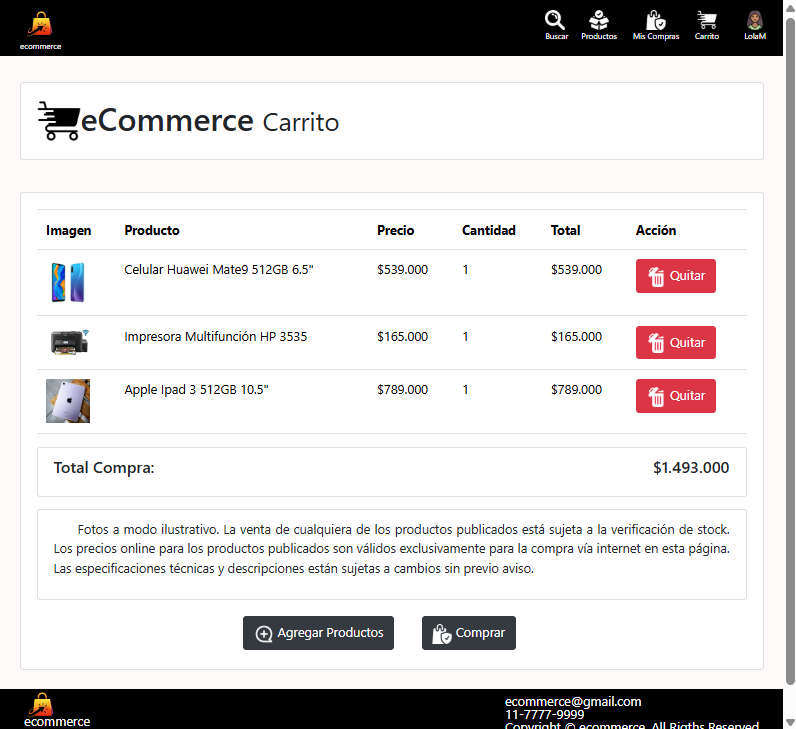 ecommerce
Buscar Productos Mis Compras Carrito LolaM
eCommerce Carrito
Imagen Producto Precio Cantidad Total Acción
Celular Huawei Mate9 512GB 6.5" $539.000 1 $539.000 Quitar
Impresora Multifunción HP 3535 $165.000 1 $165.000 Quitar
Apple Ipad 3 512GB 10.5" $789.000 1 $789.000 Quitar
Total Compra: $1.493.000
Fotos a modo ilustrativo. La venta de cualquiera de los productos publicados está sujeta a la verificación de stock.
Los precios online para los productos publicados son válidos exclusivamente para la compra vía internet en esta página.
Las especificaciones técnicas y descripciones están sujetas a cambios sin previo aviso.
Agregar Productos Comprar
ecommerce
ecommerce@gmail.com
11-7777-9999
Copyright © ecommerce. All Rigths Reserved